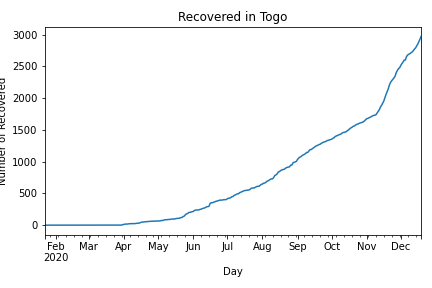 Recovered in Togo
Number of Recovered
3000
2500
2000
1500
1000
500
0
Feb Mar Apr May Jun Jul Aug Sep Oct Nov Dec
2020
Day